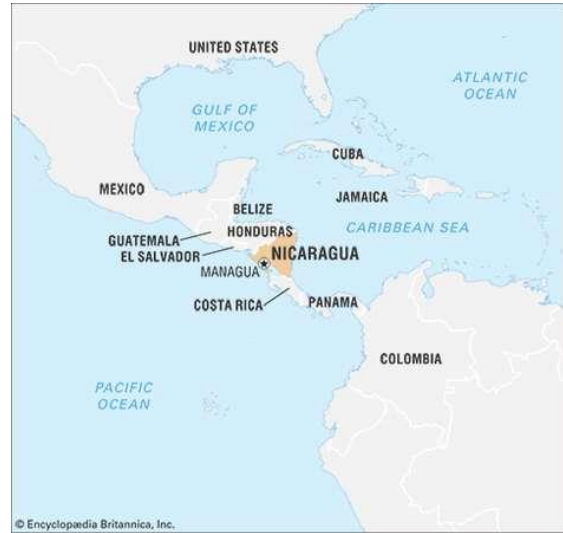 UNITED STATES
ATLANTIC
OCEAN
GULF OF
MEXICO
CUBA
MEXICO
JAMAICA
BELIZE
CARIBBEAN SEA
HONDURAS
GUATEMALA
EL SALVADOR
NICARAGUA
MANAGUA
COSTA RICA
PANAMA
COLOMBIA
PACIFIC
OCEAN
© Encyclopædia Britannica, Inc.